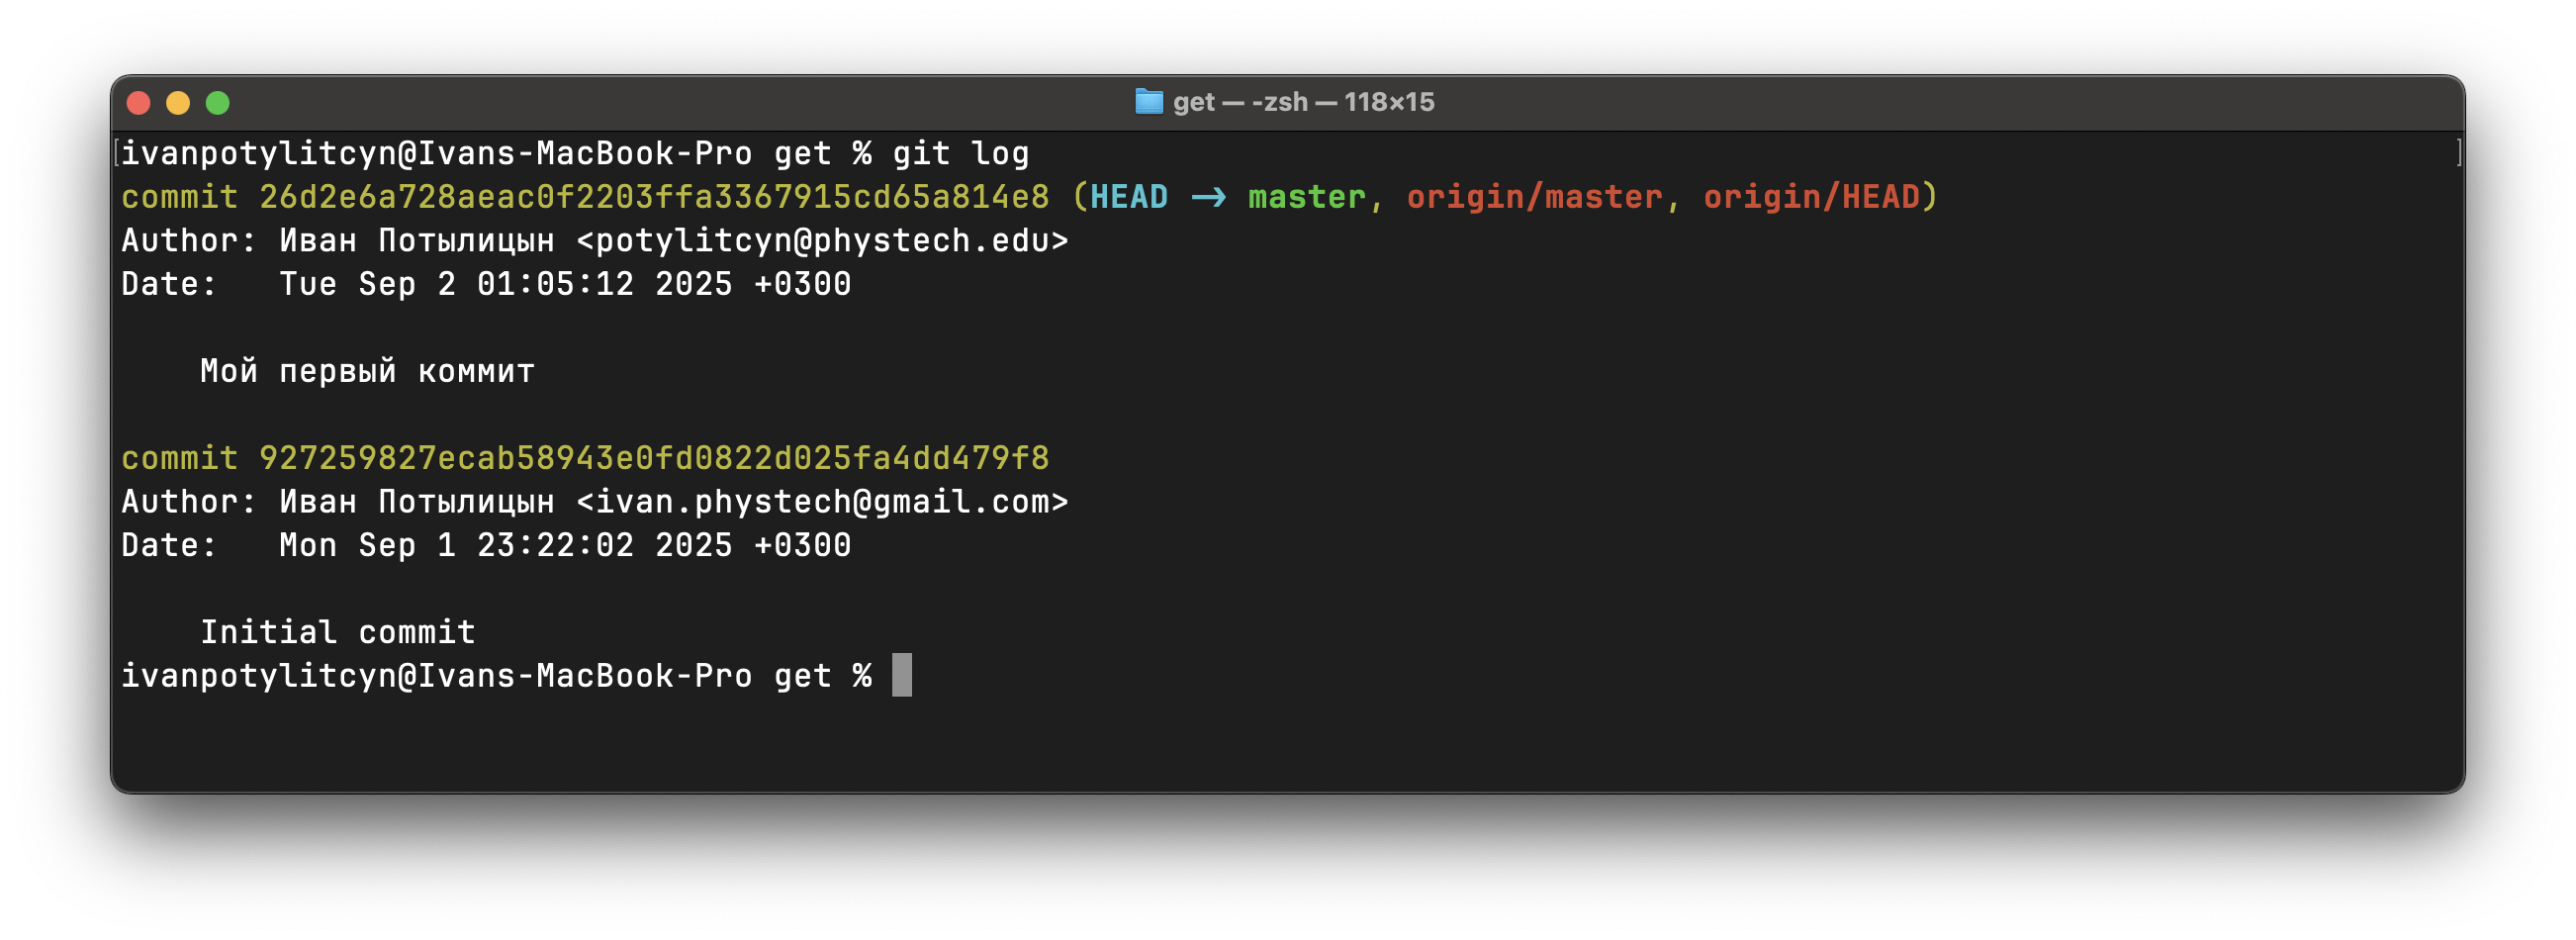 get — -zsh — 118×15
[ivanpotylitcyn@Ivans-MacBook-Pro get % git log ]
commit 26d2e6a728aeac0f2203ffa3367915cd65a814e8 (HEAD -> master, origin/master, origin/HEAD)
Author: Иван Потылицын <potylitcyn@phystech.edu>
Date:   Tue Sep 2 01:05:12 2025 +0300
    Мой первый коммит
commit 927259827ecab58943e0fd0822d025fa4dd479f8
Author: Иван Потылицын <ivan.phystech@gmail.com>
Date:   Mon Sep 1 23:22:02 2025 +0300
    Initial commit
ivanpotylitcyn@Ivans-MacBook-Pro get %